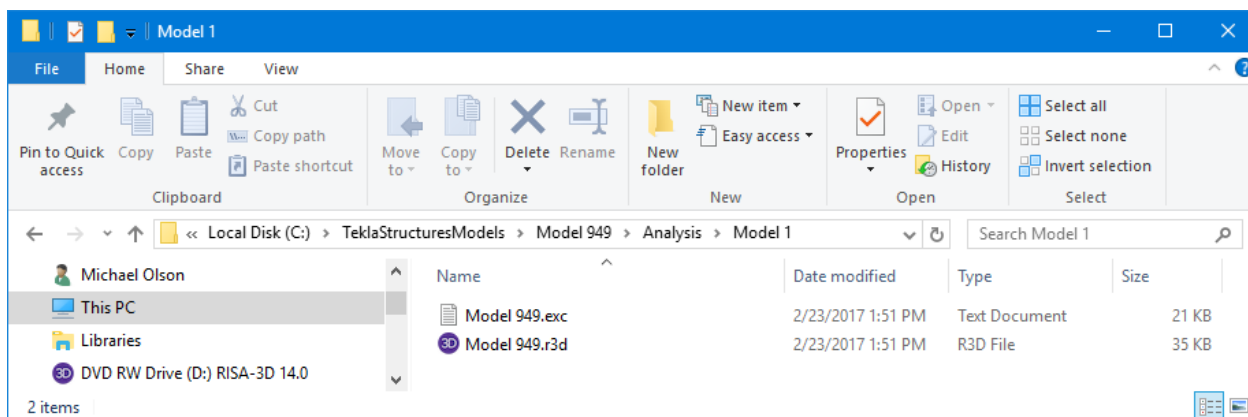 Model 1
File Home Share View
Pin to Quick access
Copy
Paste
Cut
Copy path
Paste shortcut
Clipboard
Move to
Copy to
Delete
Rename
Organize
New folder
New item
Easy access
New
Properties
Open
Edit
History
Open
Select all
Select none
Invert selection
Select
« Local Disk (C:) > TeklaStructuresModels > Model 949 > Analysis > Model 1
Search Model 1
Michael Olson
This PC
Libraries
DVD RW Drive (D:) RISA-3D 14.0
Name Date modified Type Size
Model 949.exc 2/23/2017 1:51 PM Text Document 21 KB
3D Model 949.r3d 2/23/2017 1:51 PM R3D File 35 KB
2 items